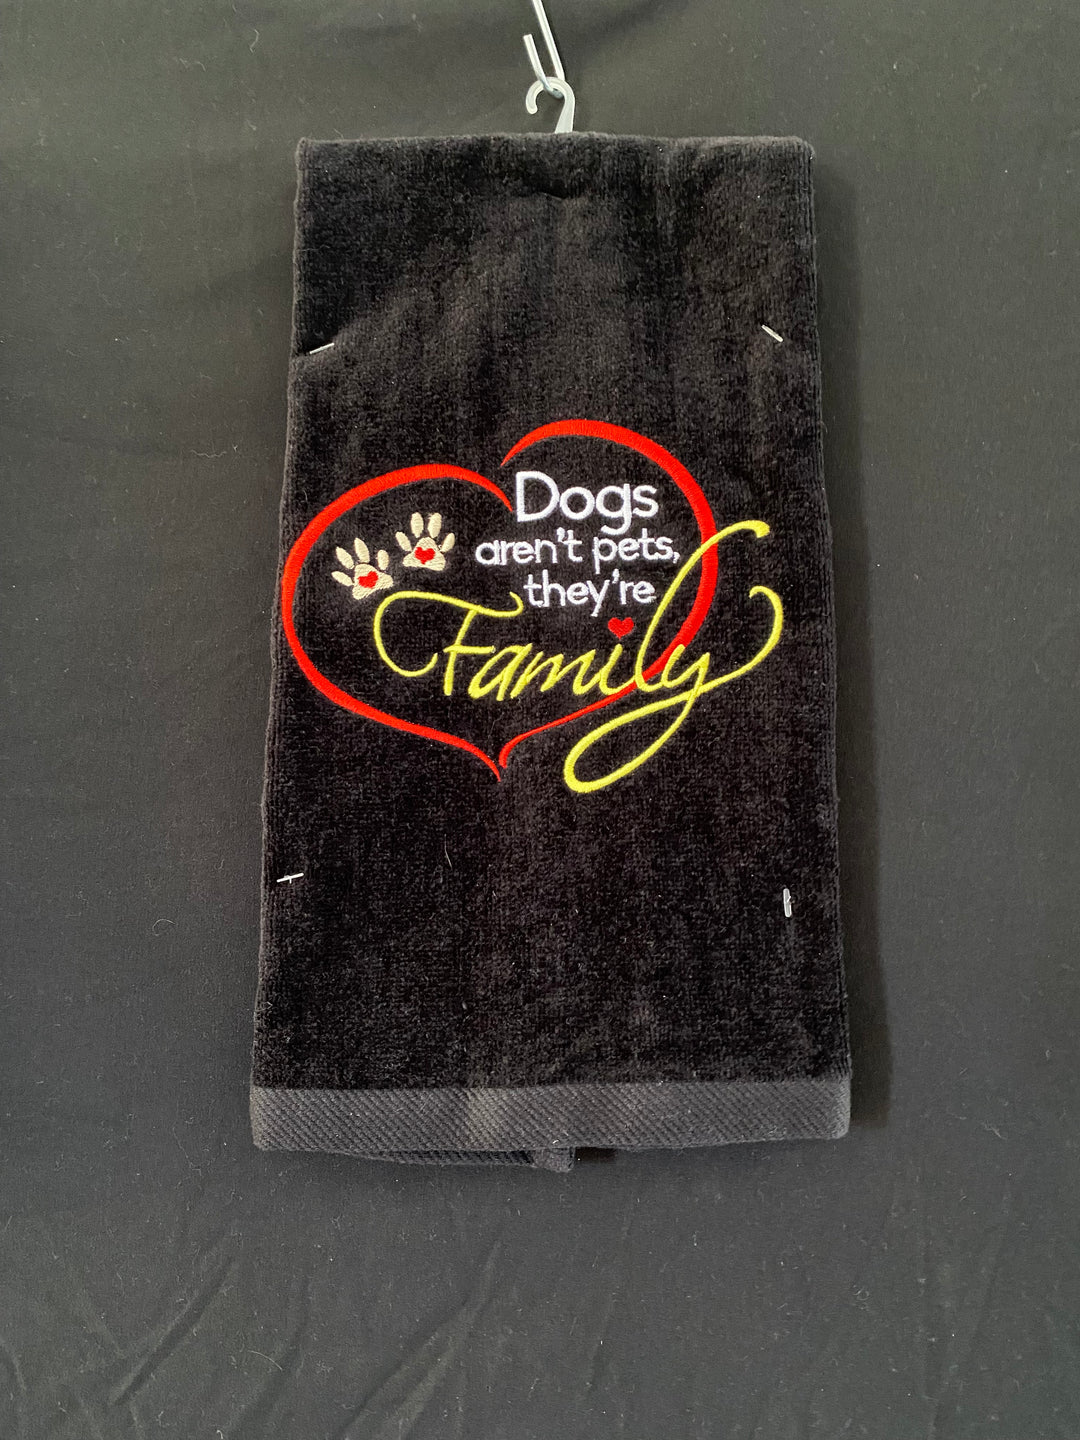 Dogs
aren't pets,
they're
Family